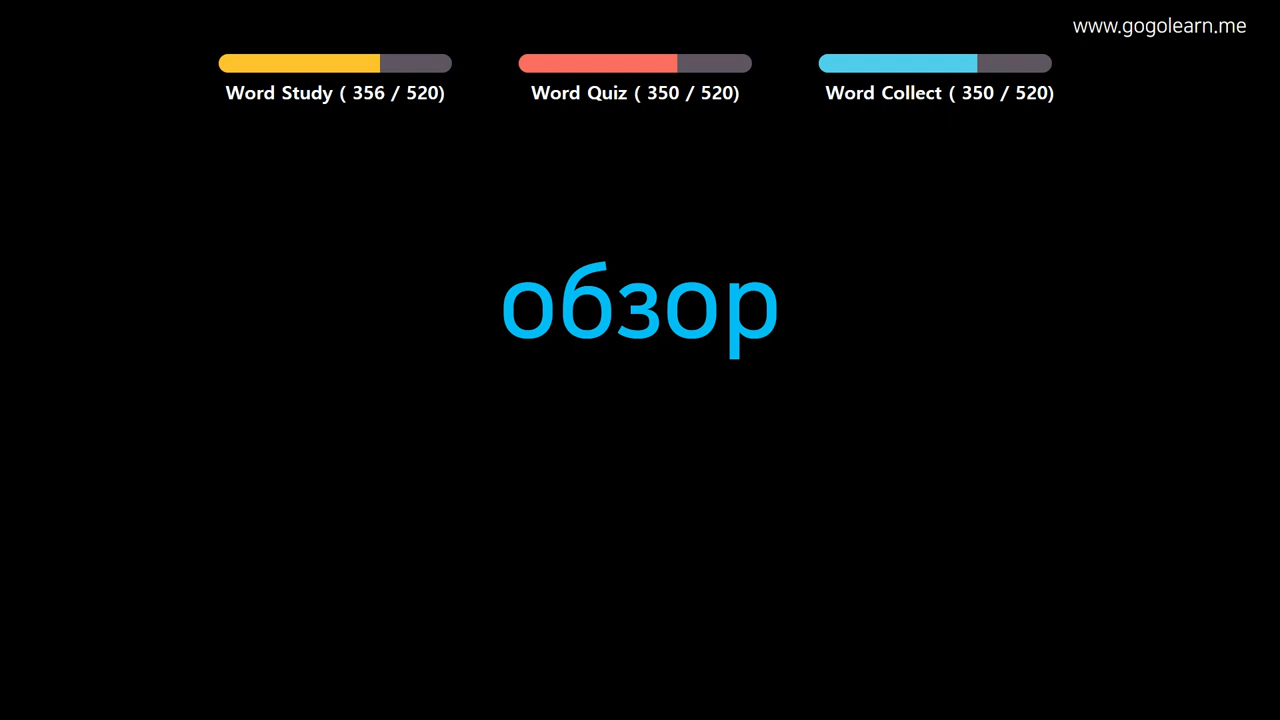 www.gogolearn.me
Word Study ( 356 / 520)
Word Quiz ( 350 / 520)
Word Collect ( 350 / 520)
обзор